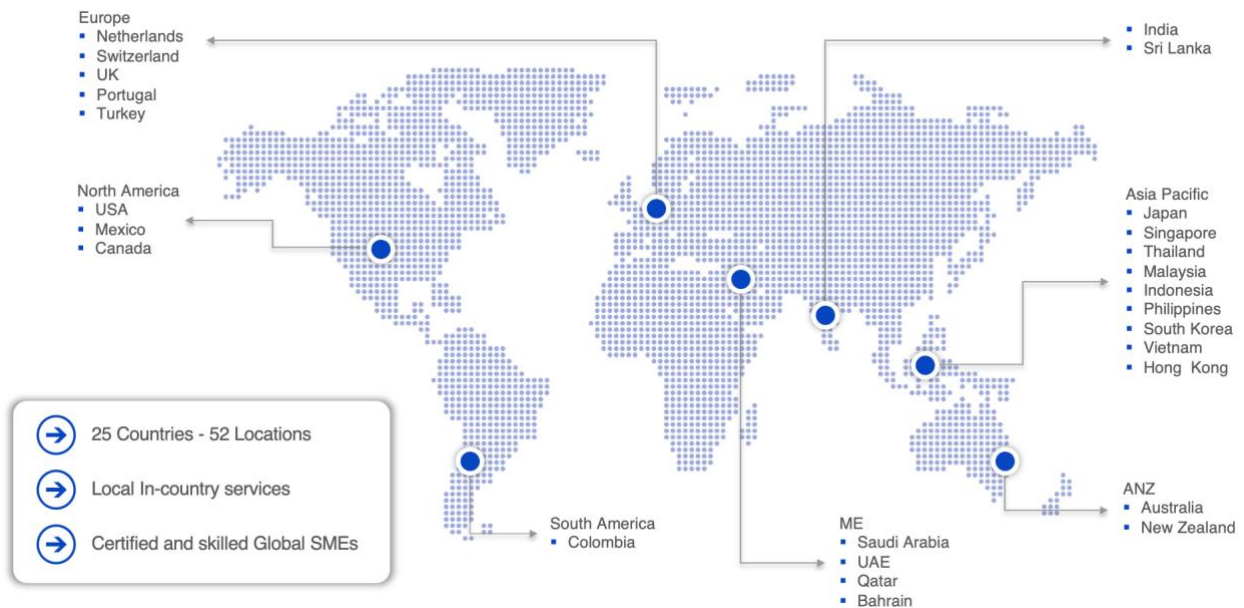 Europe
Netherlands
Switzerland
UK
Portugal
Turkey
India
Sri Lanka
North America
USA
Mexico
Canada
Asia Pacific
Japan
Singapore
Thailand
Malaysia
Indonesia
Philippines
South Korea
Vietnam
Hong Kong
25 Countries - 52 Locations
Local In-country services
Certified and skilled Global SMEs
South America
Colombia
ME
Saudi Arabia
UAE
Qatar
Bahrain
ANZ
Australia
New Zealand